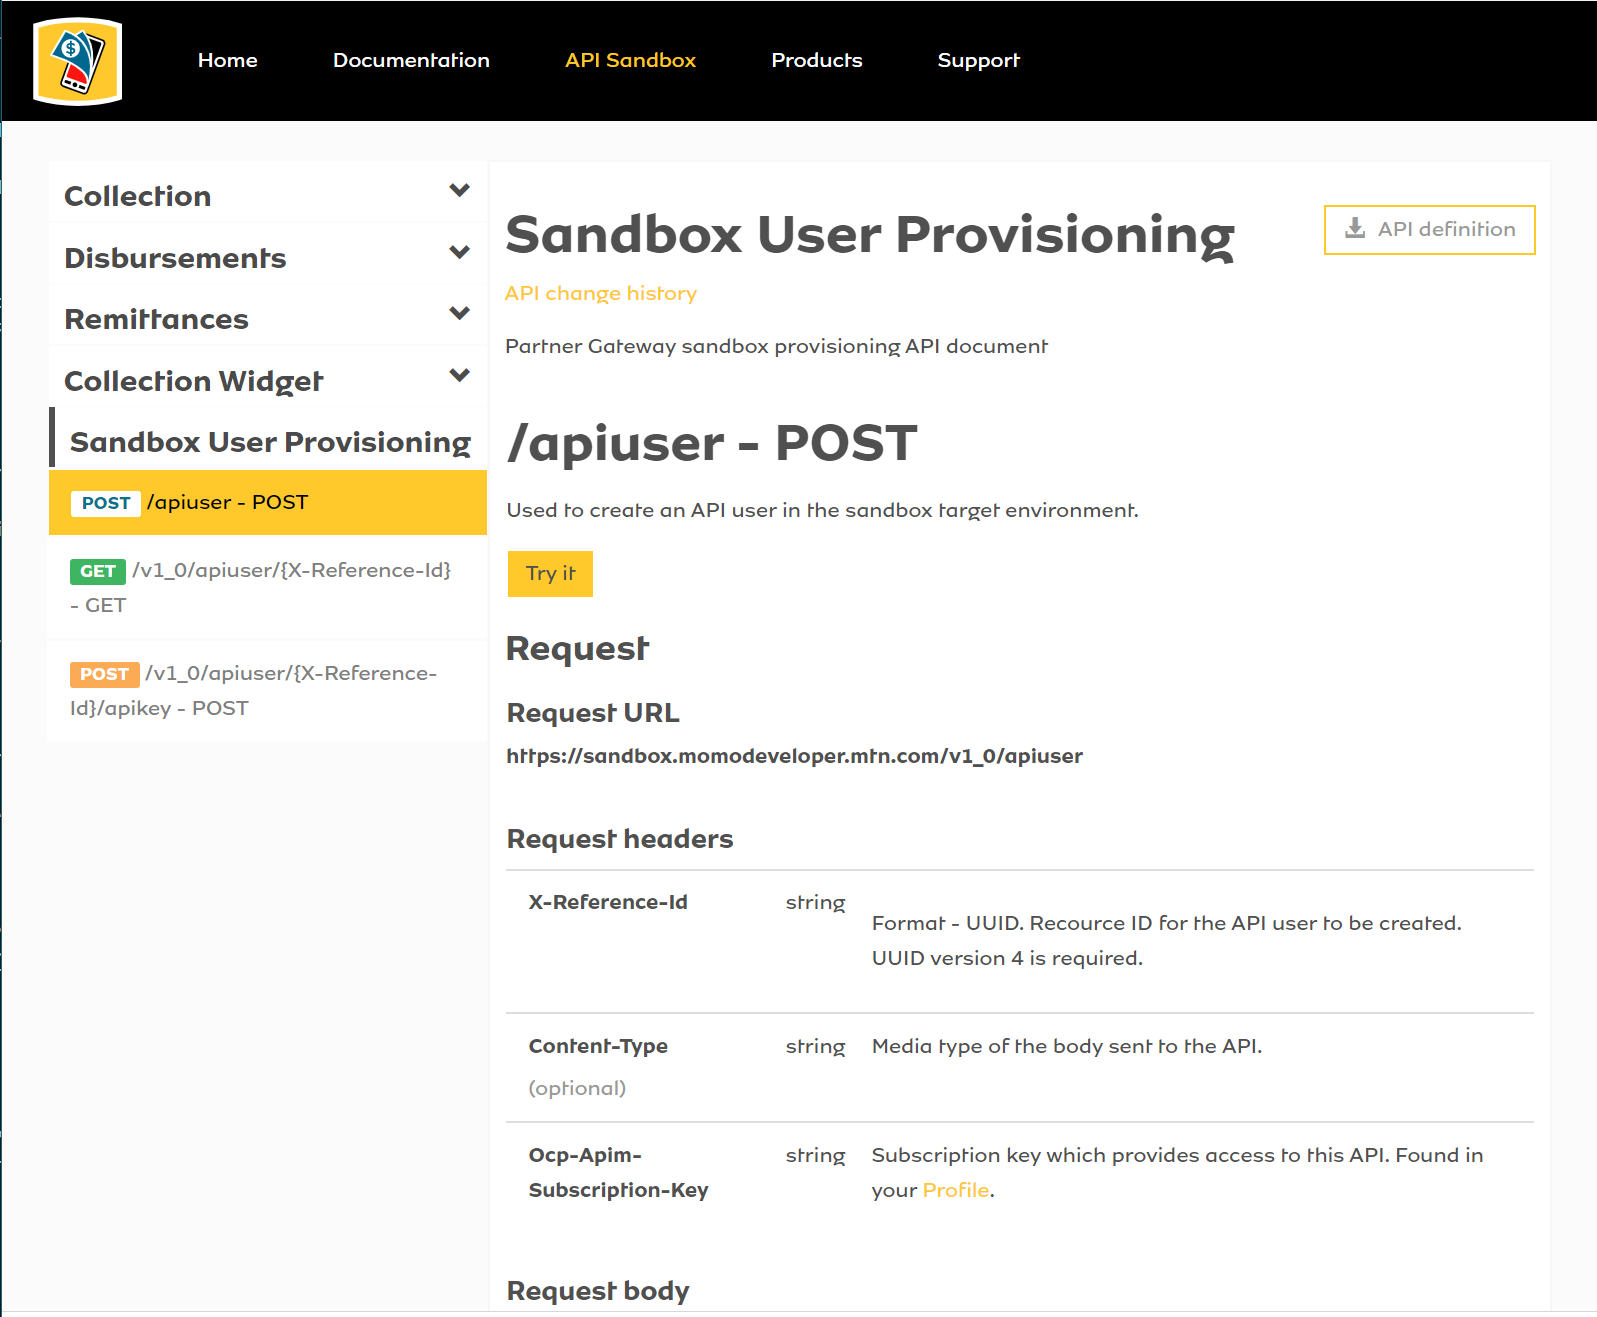 $
Home
Documentation
API Sandbox
Products
Support
Collection
Disbursements
Remittances
Collection Widget
Sandbox User Provisioning
POST /apiuser - POST
GET /v1_0/apiuser/{X-Reference-Id}
- GET
POST /v1_0/apiuser/{X-Reference-
Id}/apikey - POST
Sandbox User Provisioning
API definition
API change history
Partner Gateway sandbox provisioning API document
/apiuser - POST
Used to create an API user in the sandbox target environment.
Try it
Request
Request URL
https://sandbox.momodeveloper.mtn.com/v1_0/apiuser
Request headers
X-Reference-Id string
Format - UUID. Recource ID for the API user to be created.
UUID version 4 is required.
Content-Type string Media type of the body sent to the API.
(optional)
Ocp-Apim- string Subscription key which provides access to this API. Found in
Subscription-Key your Profile.
Request body